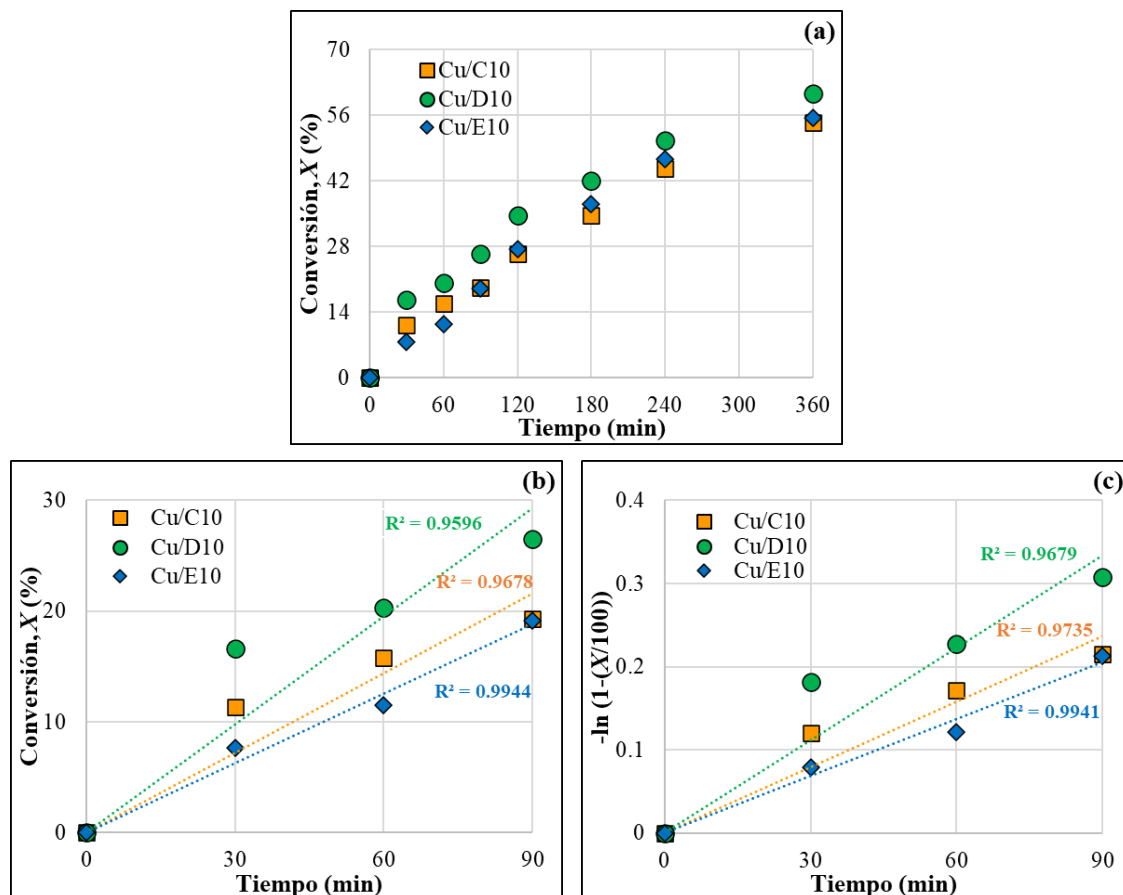 (a)
Cu/C10
Cu/D10
Cu/E10
70
56
42
28
14
0
Conversión, X (%)
0 60 120 180 240 300 360
Tiempo (min)
(b)
Cu/C10
Cu/D10
Cu/E10
30
20
10
0
Conversión, X (%)
R² = 0.9596
R² = 0.9678
R² = 0.9944
0 30 60 90
Tiempo (min)
(c)
Cu/C10
Cu/D10
Cu/E10
0.4
0.3
0.2
0.1
0
-ln (1-(X/100))
R² = 0.9679
R² = 0.9735
R² = 0.9941
0 30 60 90
Tiempo (min)